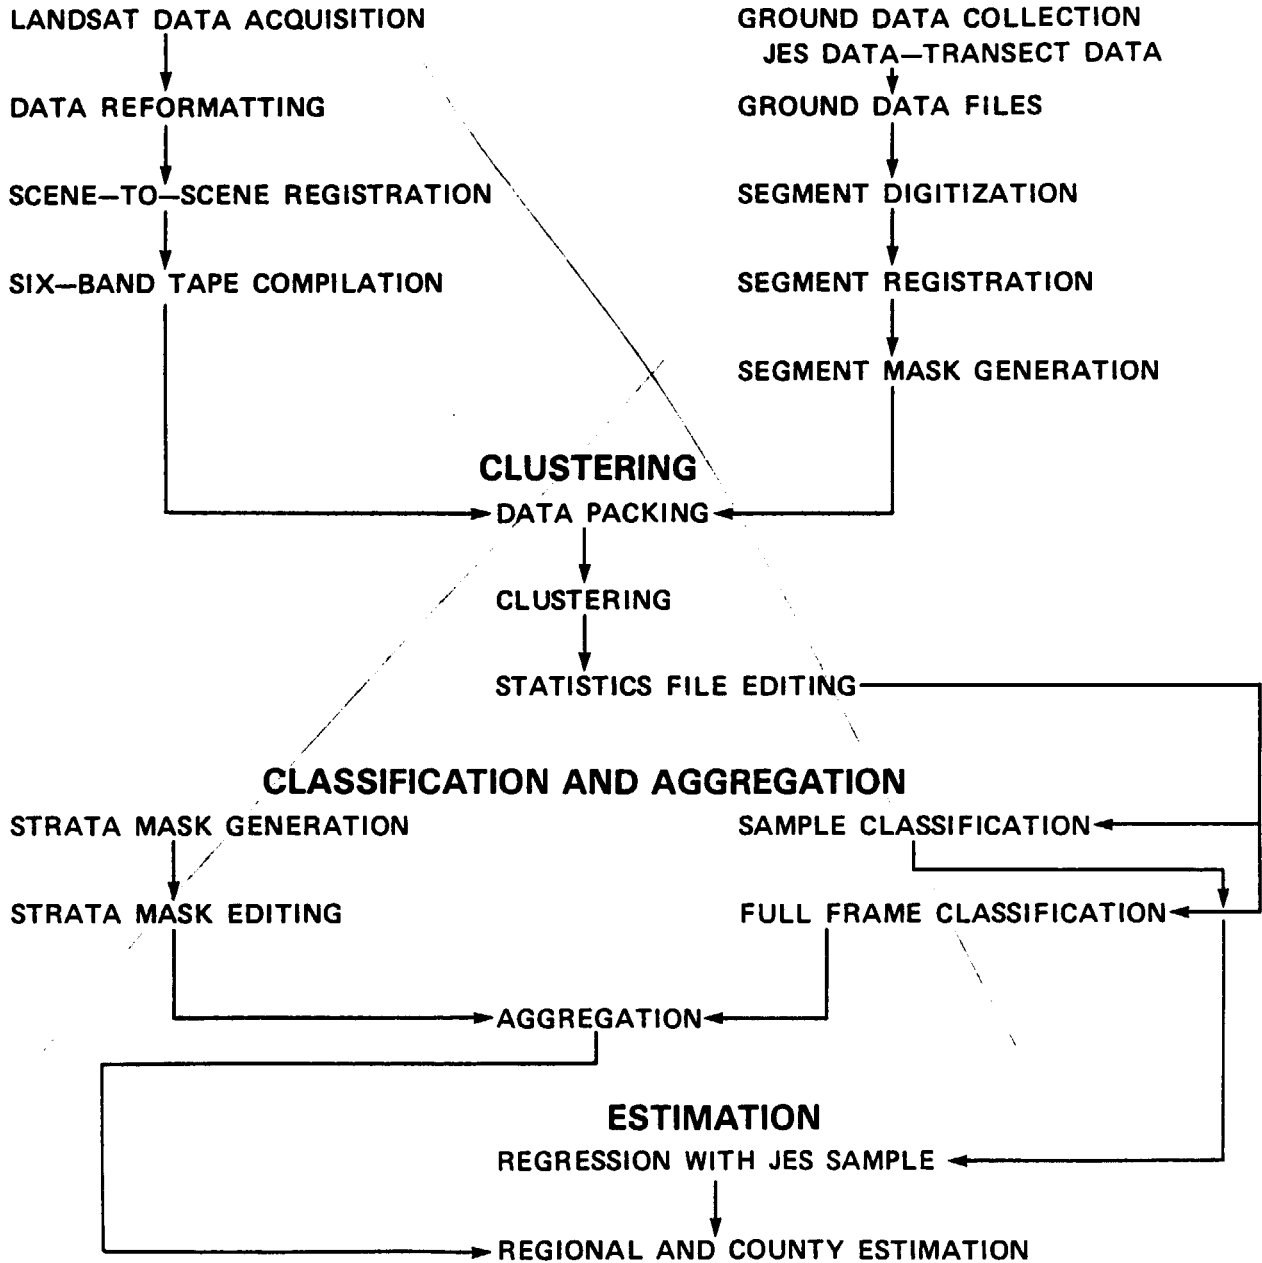 LANDSAT DATA ACQUISITION
DATA REFORMATTING
SCENE—TO—SCENE REGISTRATION
SIX—BAND TAPE COMPILATION
GROUND DATA COLLECTION
JES DATA—TRANSECT DATA
GROUND DATA FILES
SEGMENT DIGITIZATION
SEGMENT REGISTRATION
SEGMENT MASK GENERATION
CLUSTERING
DATA PACKING
CLUSTERING
STATISTICS FILE EDITING
CLASSIFICATION AND AGGREGATION
STRATA MASK GENERATION
STRATA MASK EDITING
SAMPLE CLASSIFICATION
FULL FRAME CLASSIFICATION
AGGREGATION
ESTIMATION
REGRESSION WITH JES SAMPLE
REGIONAL AND COUNTY ESTIMATION